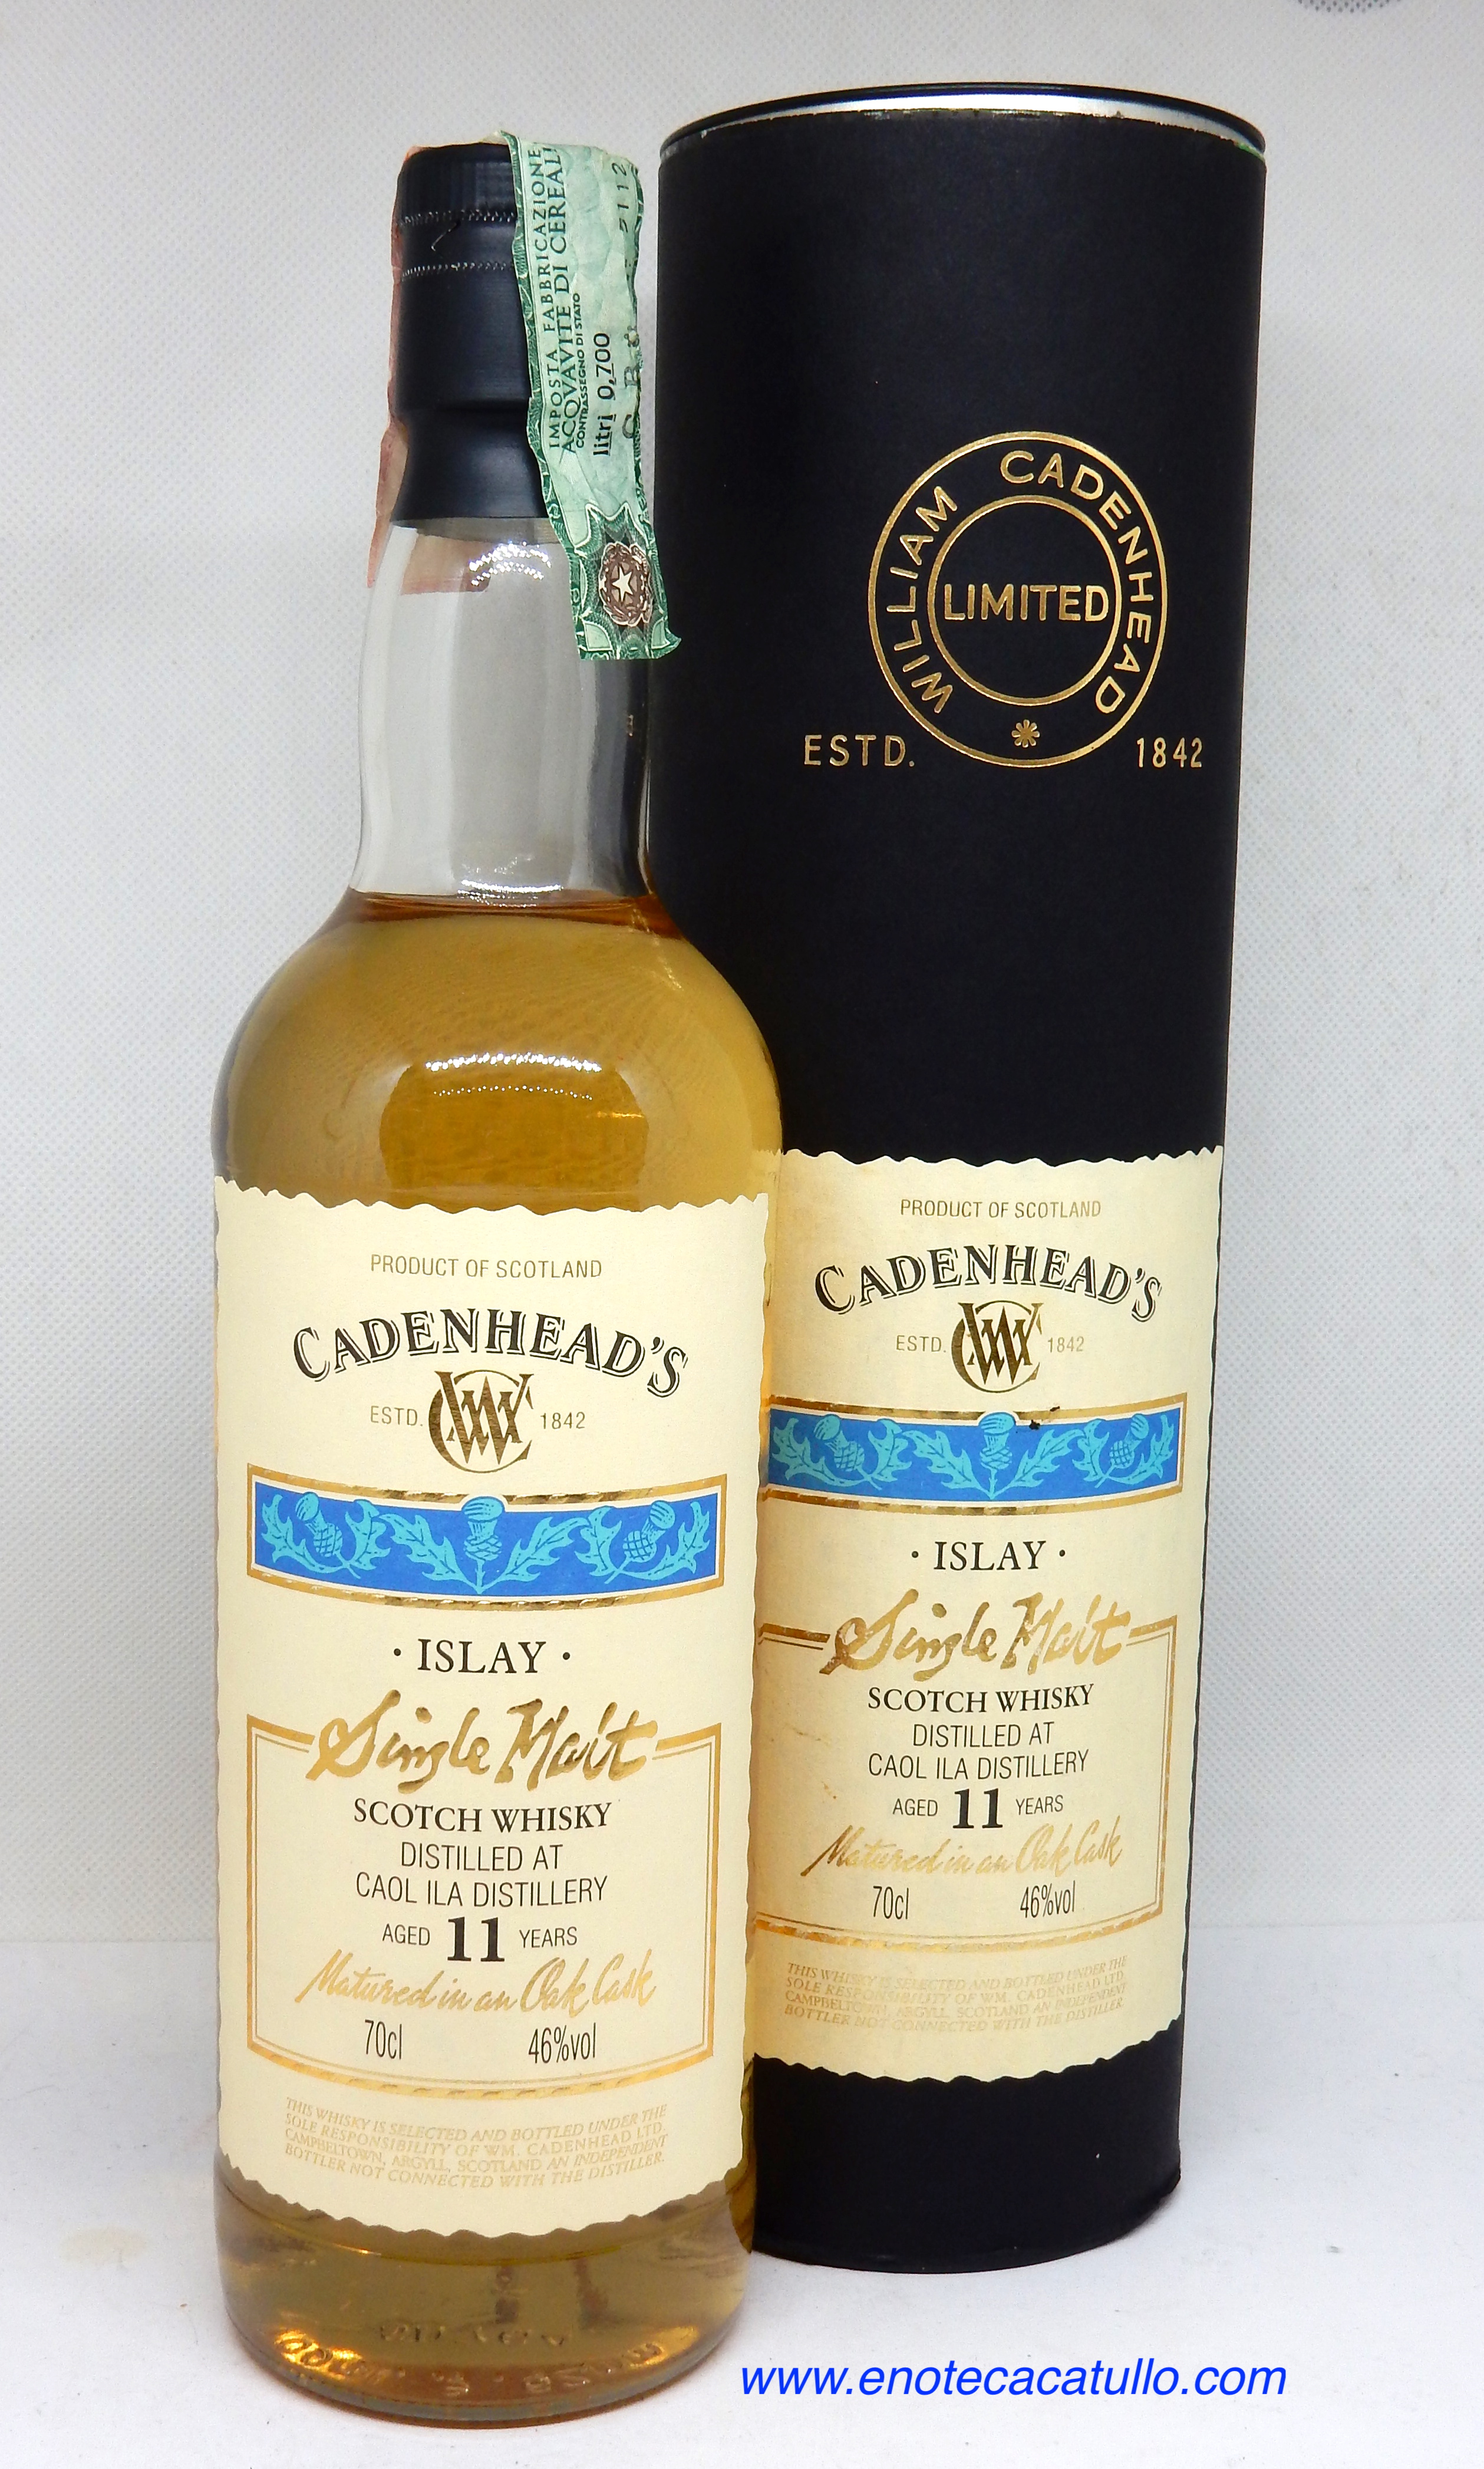 IMPOSTA FABBRICAZIONE
ACQVAVITE DI CEREALI
CONTRASSEGNO DI STATO
litri 0,700
WILLIAM CADENHEAD
LIMITED
ESTD. 1842
PRODUCT OF SCOTLAND
CADENHEAD'S
ESTD. WC 1842
· ISLAY ·
Single Malt
SCOTCH WHISKY
DISTILLED AT
CAOL ILA DISTILLERY
AGED 11 YEARS
Matured in an Oak Cask
70cl 46%vol
THIS WHISKY IS SELECTED AND BOTTLED UNDER THE
SOLE RESPONSIBILITY OF WM. CADENHEAD LTD.
CAMPBELTOWN, ARGYLL, SCOTLAND AN INDEPENDENT
BOTTLER NOT CONNECTED WITH THE DISTILLER.
PRODUCT OF SCOTLAND
CADENHEAD'S
ESTD. WC 1842
· ISLAY ·
Single Malt
SCOTCH WHISKY
DISTILLED AT
CAOL ILA DISTILLERY
AGED 11 YEARS
Matured in an Oak Cask
70cl 46%vol
THIS WHISKY IS SELECTED AND BOTTLED UNDER THE
SOLE RESPONSIBILITY OF WM. CADENHEAD LTD.
CAMPBELTOWN, ARGYLL, SCOTLAND AN INDEPENDENT
BOTTLER NOT CONNECTED WITH THE DISTILLER
www.enotecacatullo.com